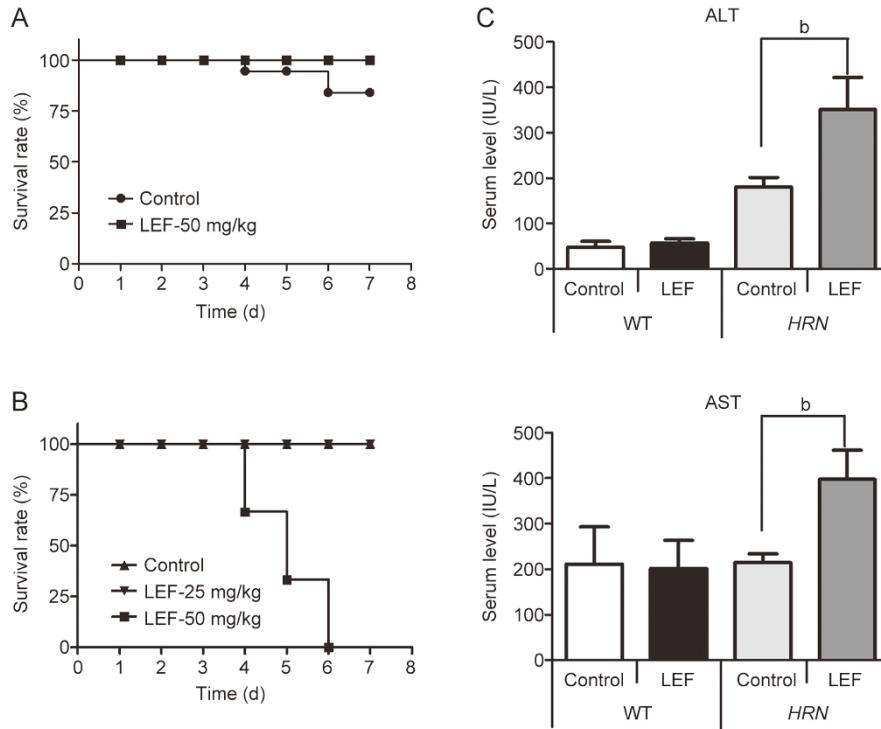 A
Survival rate (%)
100
75
50
25
0
Control
LEF-50 mg/kg
0 1 2 3 4 5 6 7 8
Time (d)
B
Survival rate (%)
100
75
50
25
0
Control
LEF-25 mg/kg
LEF-50 mg/kg
0 1 2 3 4 5 6 7 8
Time (d)
C
ALT
b
Serum level (IU/L)
500
400
300
200
100
0
Control LEF Control LEF
WT HRN
AST
b
Serum level (IU/L)
500
400
300
200
100
0
Control LEF Control LEF
WT HRN